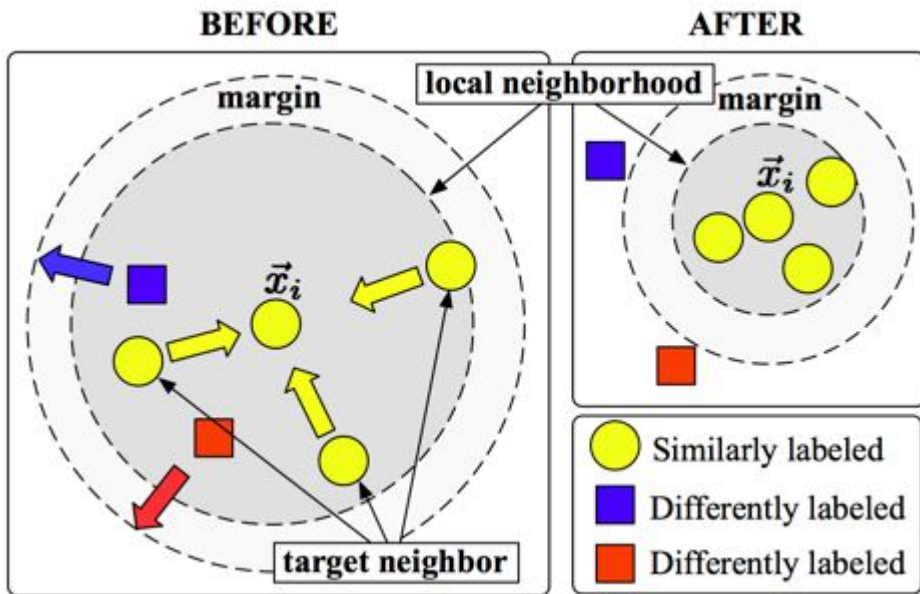 BEFORE
AFTER
local neighborhood
margin
margin
x⃗ᵢ
x⃗ᵢ
target neighbor
Similarly labeled
Differently labeled
Differently labeled